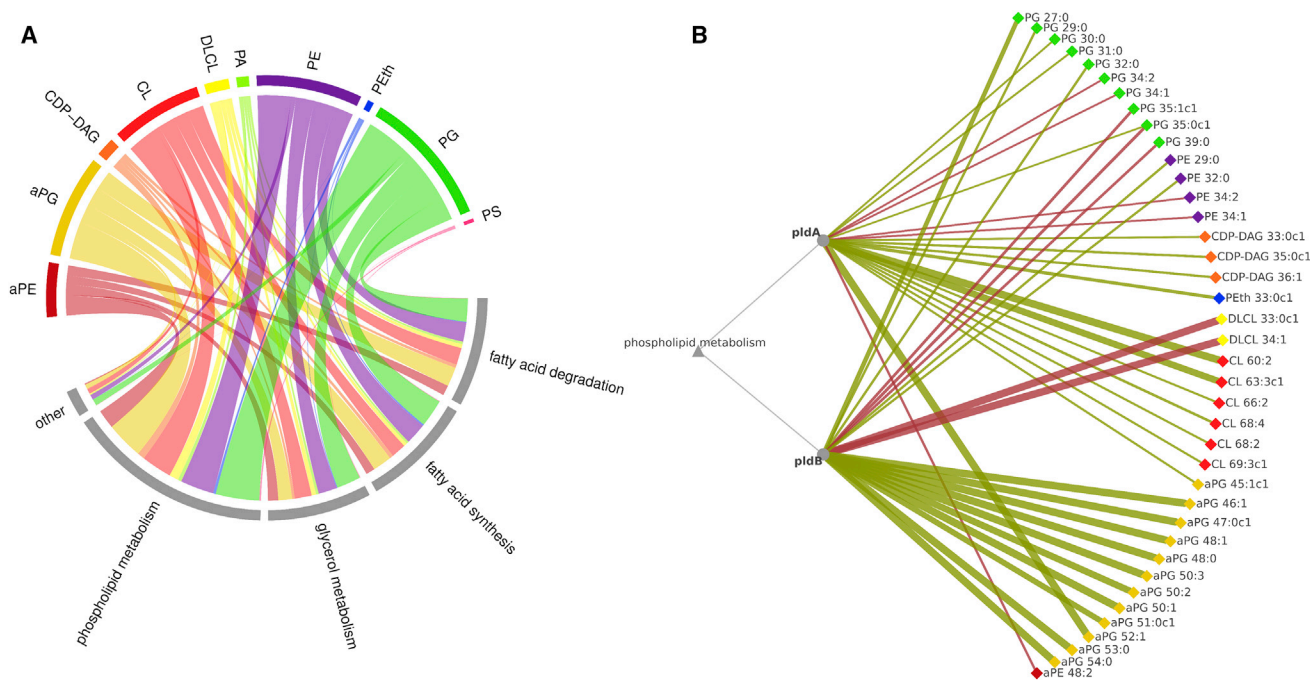 A
aPE
aPG
CDP−DAG
CL
DLCL
PA
PE
PEth
PG
PS
fatty acid degradation
fatty acid synthesis
glycerol metabolism
phospholipid metabolism
other
B
phospholipid metabolism
pldA
pldB
PG 27:0
PG 29:0
PG 30:0
PG 31:0
PG 32:0
PG 34:2
PG 34:1
PG 35:1c1
PG 35:0c1
PG 39:0
PE 29:0
PE 32:0
PE 34:2
PE 34:1
CDP-DAG 33:0c1
CDP-DAG 35:0c1
CDP-DAG 36:1
PEth 33:0c1
DLCL 33:0c1
DLCL 34:1
CL 60:2
CL 63:3c1
CL 66:2
CL 68:4
CL 68:2
CL 69:3c1
aPG 45:1c1
aPG 46:1
aPG 47:0c1
aPG 48:1
aPG 48:0
aPG 50:3
aPG 50:2
aPG 50:1
aPG 51:0c1
aPG 52:1
aPG 53:0
aPG 54:0
aPE 48:2